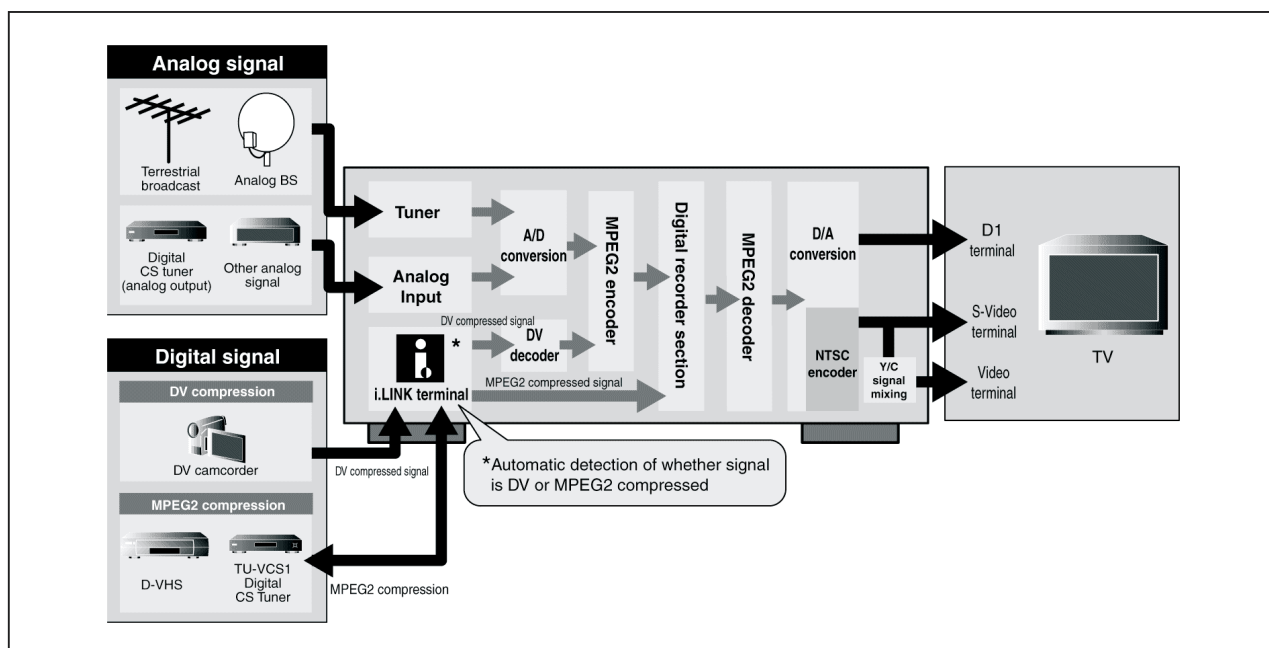 Analog signal
Terrestrial
broadcast
Analog BS
Digital
CS tuner
(analog output)
Other analog
signal
Digital signal
DV compression
DV camcorder
MPEG2 compression
D-VHS
TU-VCS1
Digital
CS Tuner
DV compressed signal
MPEG2 compression
Tuner
Analog
Input
DV compressed signal
*
i.LINK terminal
MPEG2 compressed signal
A/D
conversion
DV
decoder
MPEG2 encoder
Digital recorder section
MPEG2 decoder
D/A
conversion
NTSC
encoder
Y/C
signal
mixing
*Automatic detection of whether signal
is DV or MPEG2 compressed
D1
terminal
S-Video
terminal
Video
terminal
TV